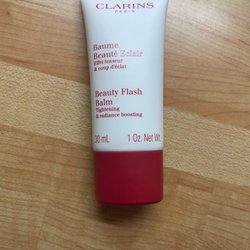 CLARINS
PARIS
Baume
Beauté Eclair
Effet tenseur
& coup d'éclat
Beauty Flash
Balm
Tightening
& radiance boosting
30 mL 1 Oz. Net Wt.